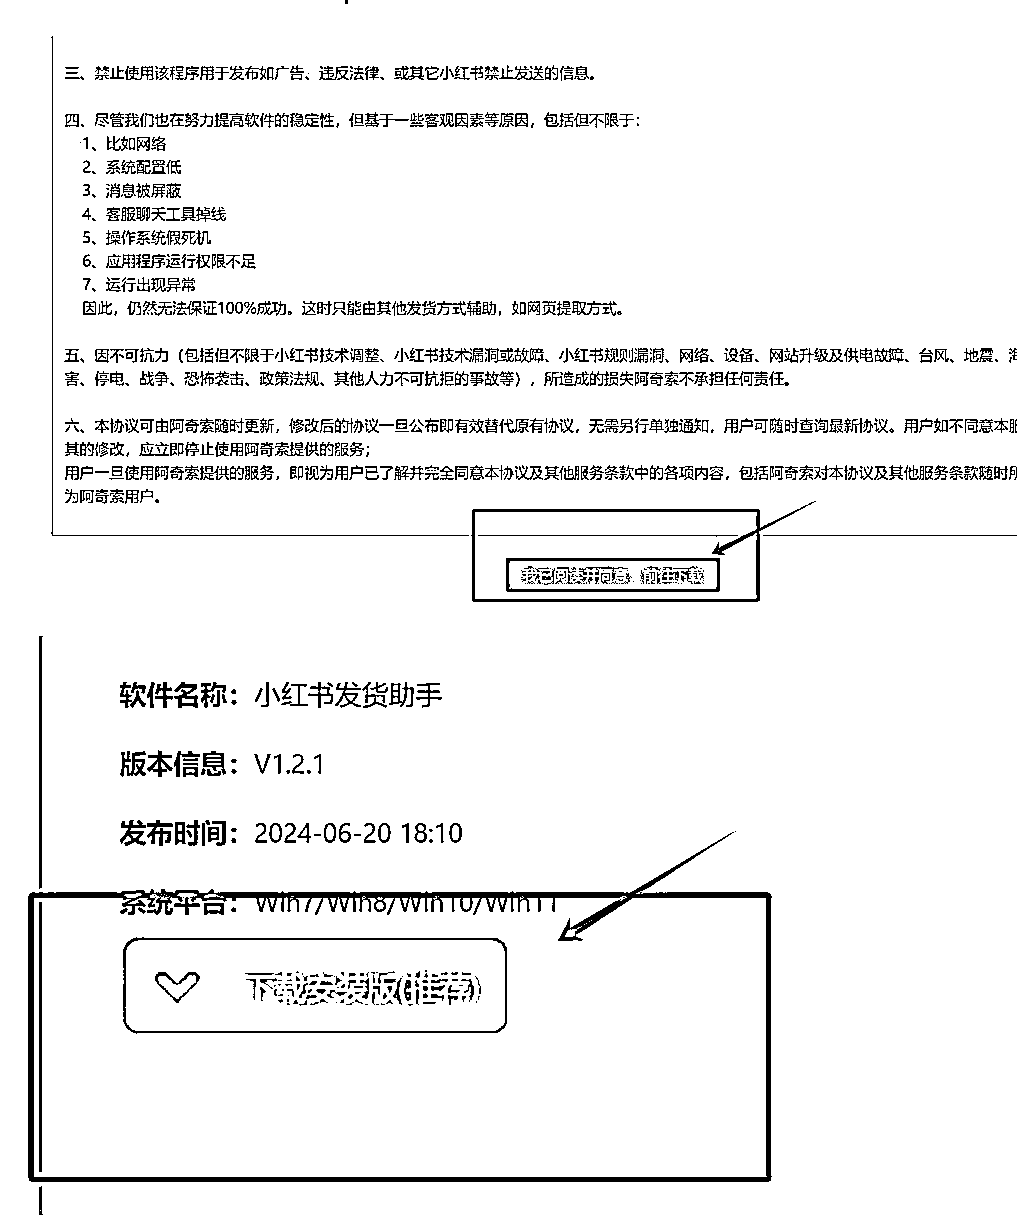 三、禁止使用该程序用于发布如广告、违反法律、或其它小红书禁止发送的信息。
四、尽管我们也在努力提高软件的稳定性，但基于一些客观因素等原因，包括但不限于：
1、比如网络
2、系统配置低
3、消息被屏蔽
4、客服聊天工具掉线
5、操作系统假死机
6、应用程序运行权限不足
7、运行出现异常
因此，仍然无法保证100%成功。这时只能由其他发货方式辅助，如网页提取方式。
五、因不可抗力（包括但不限于小红书技术调整、小红书技术漏洞或故障、小红书规则漏洞、网络、设备、网站升级及供电故障、台风、地震、海
害、停电、战争、恐怖袭击、政策法规、其他人力不可抗拒的事故等），所造成的损失阿奇索不承担任何责任。
六、本协议可由阿奇索随时更新，修改后的协议一旦公布即有效替代原有协议，无需另行单独通知，用户可随时查询最新协议。用户如不同意本服
其的修改，应立即停止使用阿奇索提供的服务；
用户一旦使用阿奇索提供的服务，即视为用户已了解并完全同意本协议及其他服务条款中的各项内容，包括阿奇索对本协议及其他服务条款随时所
为阿奇索用户。
我已阅读并同意，前往下载
软件名称：小红书发货助手
版本信息：V1.2.1
发布时间：2024-06-20 18:10
系统平台：Win7/Win8/Win10/Win11
下载安装版(推荐)